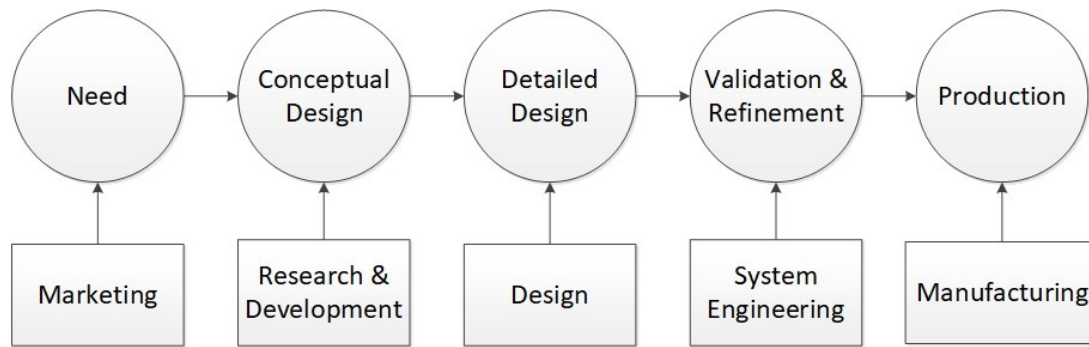 Need
Conceptual
Design
Detailed
Design
Validation &
Refinement
Production
Marketing
Research &
Development
Design
System
Engineering
Manufacturing